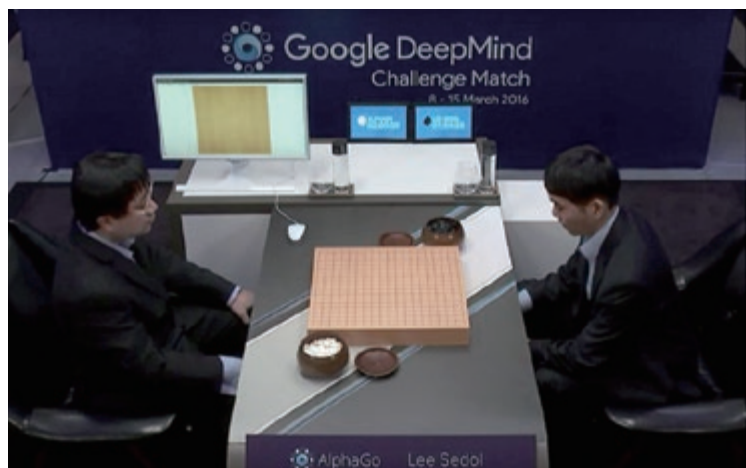 Google DeepMind
Challenge Match
8 - 15 March 2016
AlphaGo
Lee Sedol